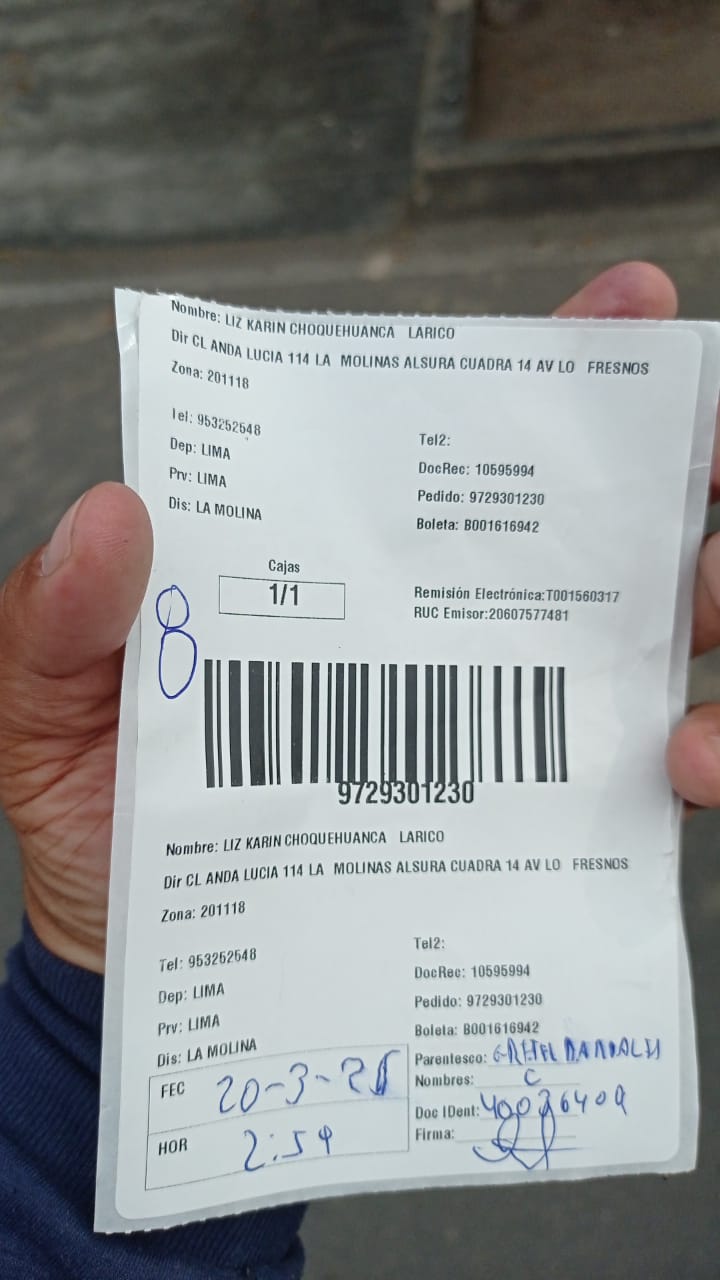 Nombre: LIZ KARIN CHOQUEHUANCA LARICO
Dir CL ANDA LUCIA 114 LA MOLINAS ALSURA CUADRA 14 AV LO FRESNOS
Zona: 201118
Tel: 953252548
Tel2:
Dep: LIMA
DocRec: 10595994
Prv: LIMA
Pedido: 9729301230
Dis: LA MOLINA
Boleta: B001616942
Cajas
1/1
Remisión Electrónica:T001560317
RUC Emisor:20607577481
8
9729301230
Nombre: LIZ KARIN CHOQUEHUANCA LARICO
Dir CL ANDA LUCIA 114 LA MOLINAS ALSURA CUADRA 14 AV LO FRESNOS
Zona: 201118
Tel: 953252548
Tel2:
Dep: LIMA
DocRec: 10595994
Prv: LIMA
Pedido: 9729301230
Dis: LA MOLINA
Boleta: B001616942
FEC 20-3-
Parentesco:
Nombres: C
Doc IDent:
HOR 2:59
Firma: